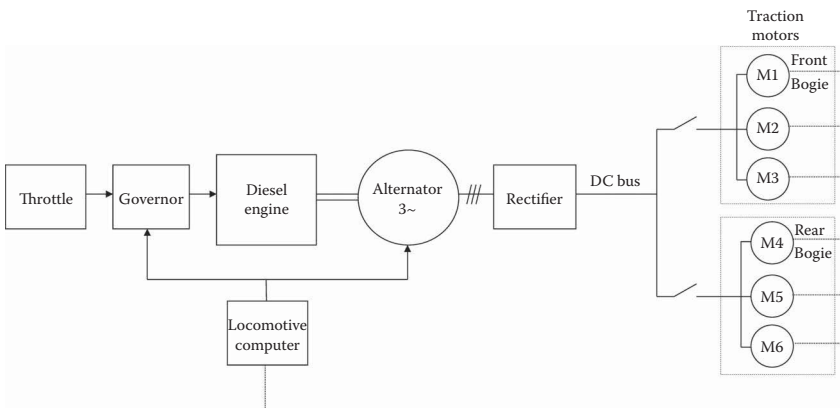 Traction
motors
M1
Front
Bogie
M2
M3
Throttle
Governor
Diesel
engine
Alternator
3~
Rectifier
DC bus
M4
Rear
Bogie
M5
M6
Locomotive
computer